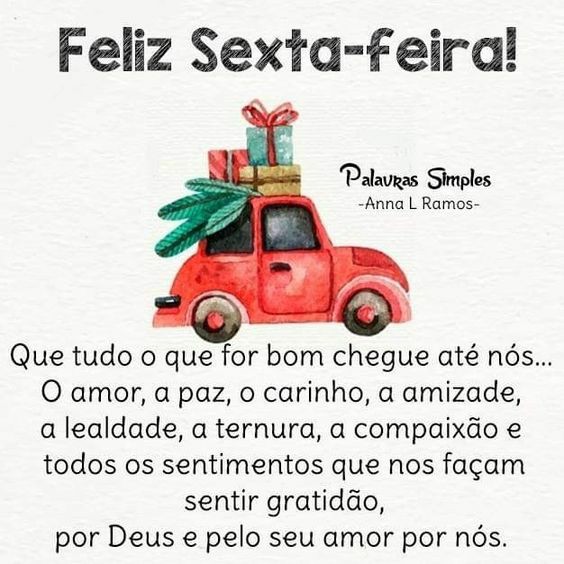 Feliz Sexta-feira!
Palavras Simples
-Anna L Ramos-
Que tudo o que for bom chegue até nós...
O amor, a paz, o carinho, a amizade,
a lealdade, a ternura, a compaixão e
todos os sentimentos que nos façam
sentir gratidão,
por Deus e pelo seu amor por nós.